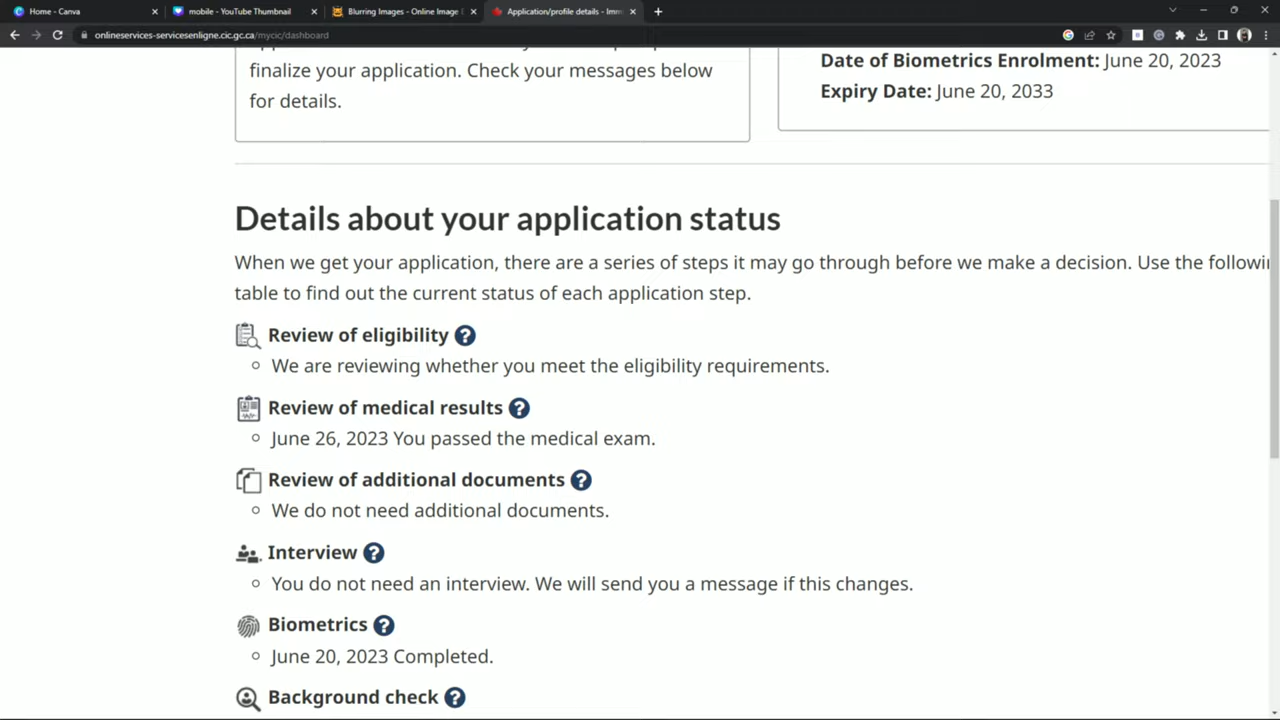 Home - Canva
mobile - YouTube Thumbnail
Blurring Images - Online Image E
Application/profile details - Imm
onlineservices-servicesenligne.cic.gc.ca/mycic/dashboard
finalize your application. Check your messages below
for details.
Date of Biometrics Enrolment: June 20, 2023
Expiry Date: June 20, 2033
Details about your application status
When we get your application, there are a series of steps it may go through before we make a decision. Use the followin
table to find out the current status of each application step.
Review of eligibility ?
We are reviewing whether you meet the eligibility requirements.
Review of medical results ?
June 26, 2023 You passed the medical exam.
Review of additional documents ?
We do not need additional documents.
Interview ?
You do not need an interview. We will send you a message if this changes.
Biometrics ?
June 20, 2023 Completed.
Background check ?